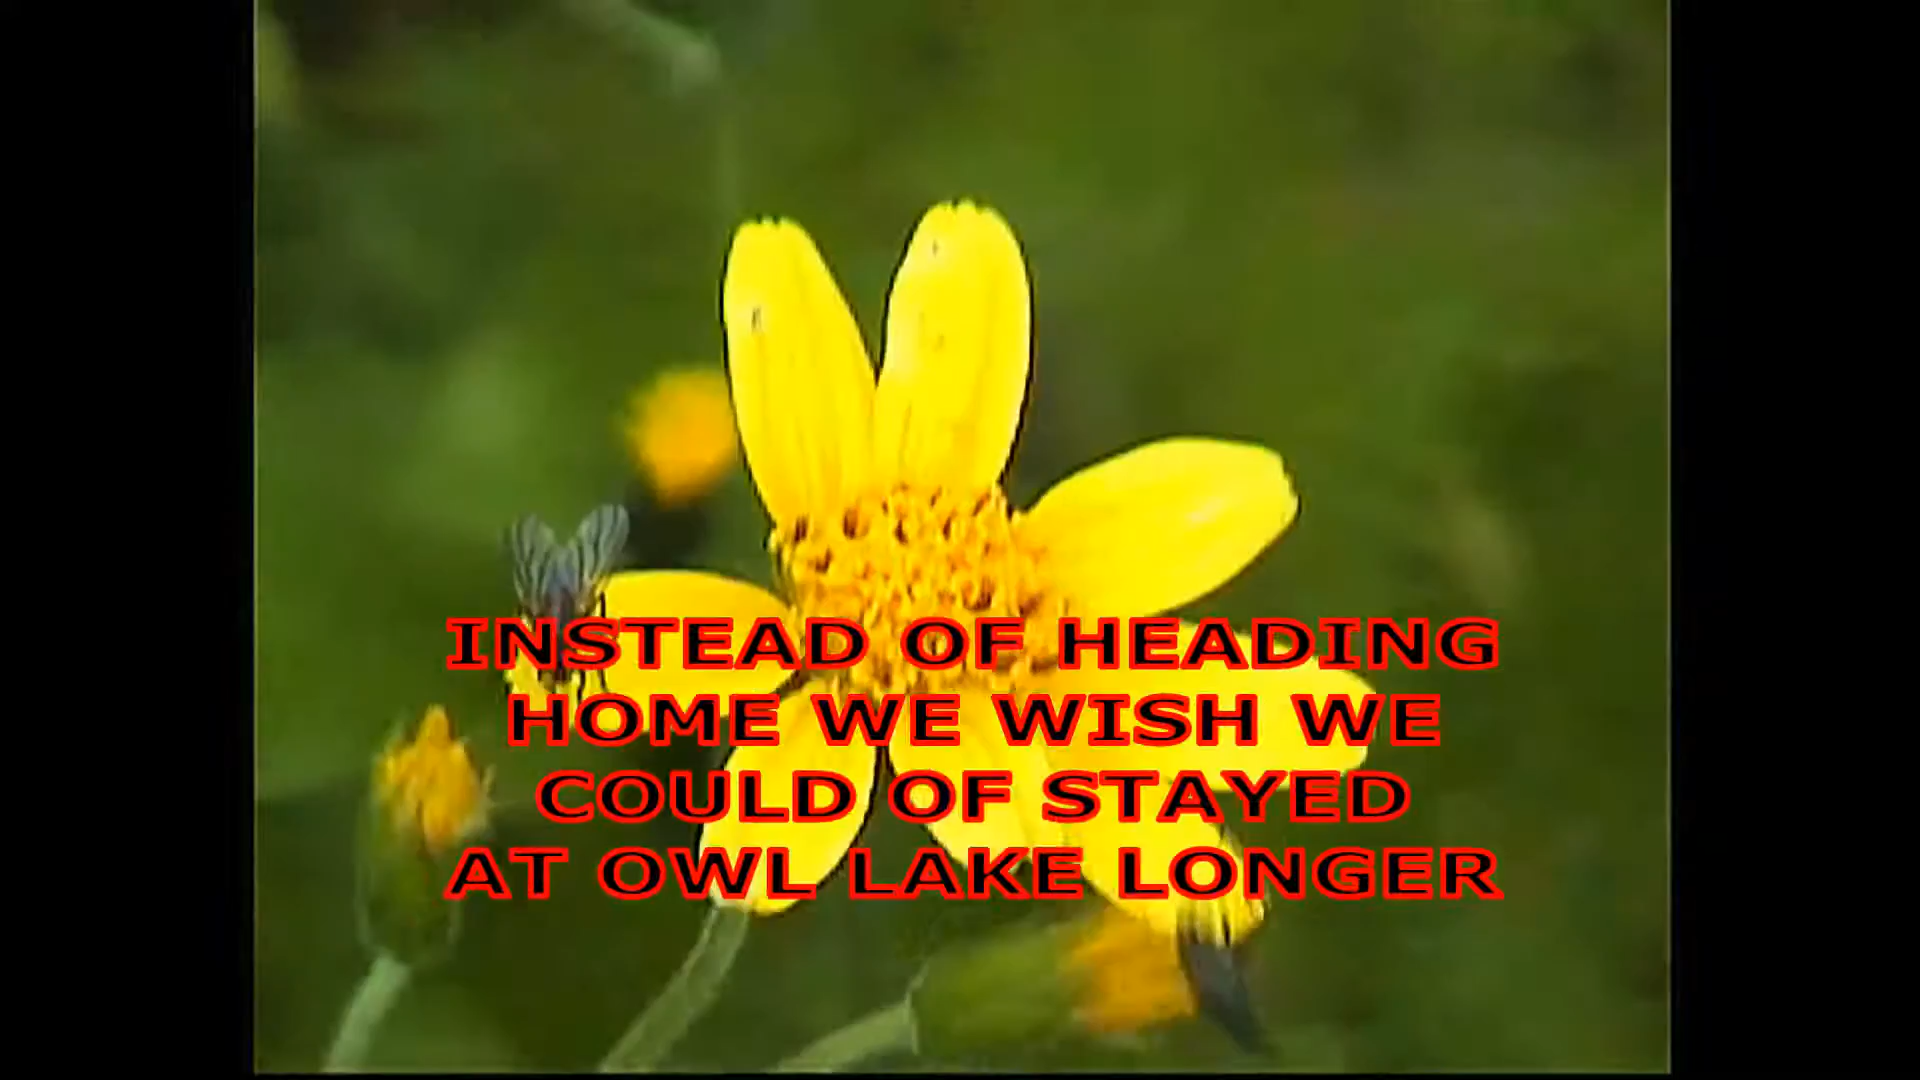 INSTEAD OF HEADING
HOME WE WISH WE
COULD OF STAYED
AT OWL LAKE LONGER